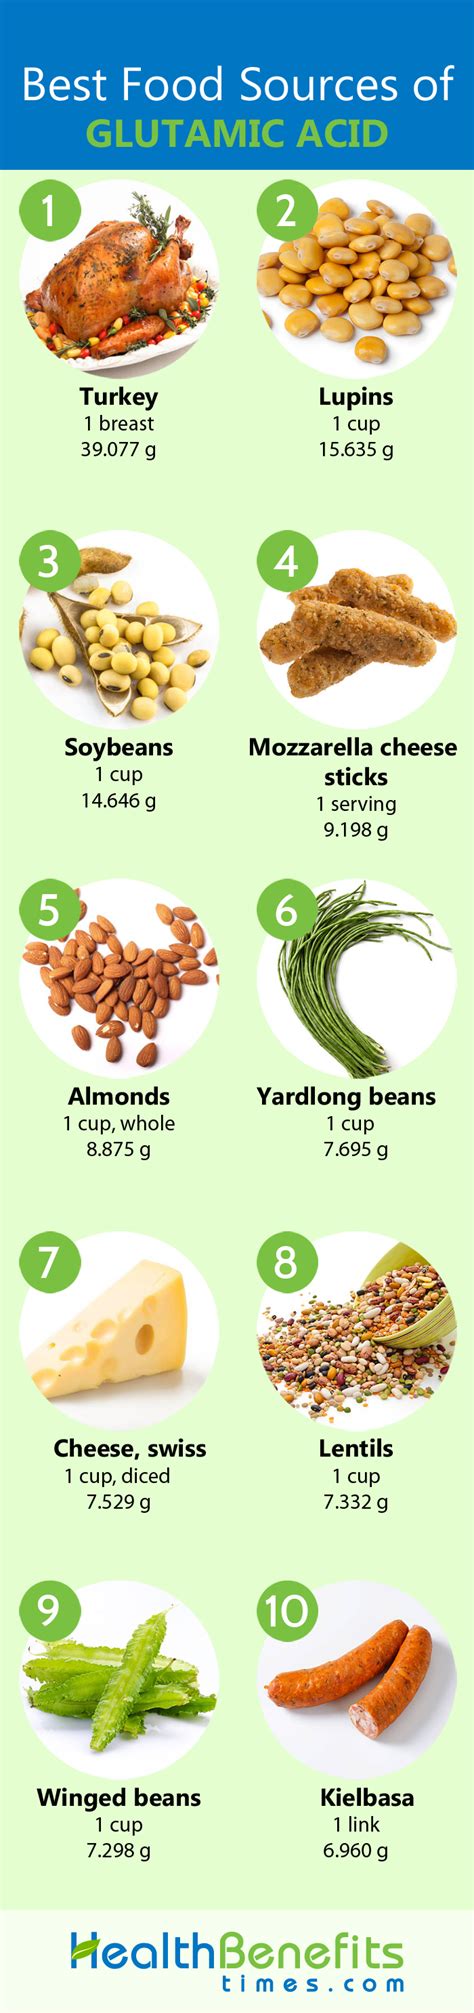 Best Food Sources of
GLUTAMIC ACID
1
Turkey
1 breast
39.077 g
2
Lupins
1 cup
15.635 g
3
Soybeans
1 cup
14.646 g
4
Mozzarella cheese
sticks
1 serving
9.198 g
5
Almonds
1 cup, whole
8.875 g
6
Yardlong beans
1 cup
7.695 g
7
Cheese, swiss
1 cup, diced
7.529 g
8
Lentils
1 cup
7.332 g
9
Winged beans
1 cup
7.298 g
10
Kielbasa
1 link
6.960 g
HealthBenefits
times.com